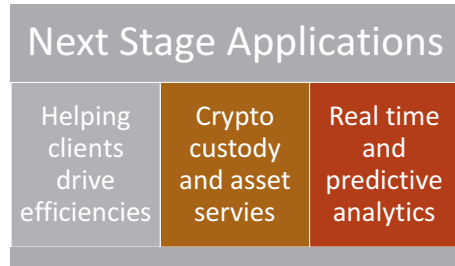 Next Stage Applications
Helping
clients
drive
efficiencies
Crypto
custody
and asset
servies
Real time
and
predictive
analytics